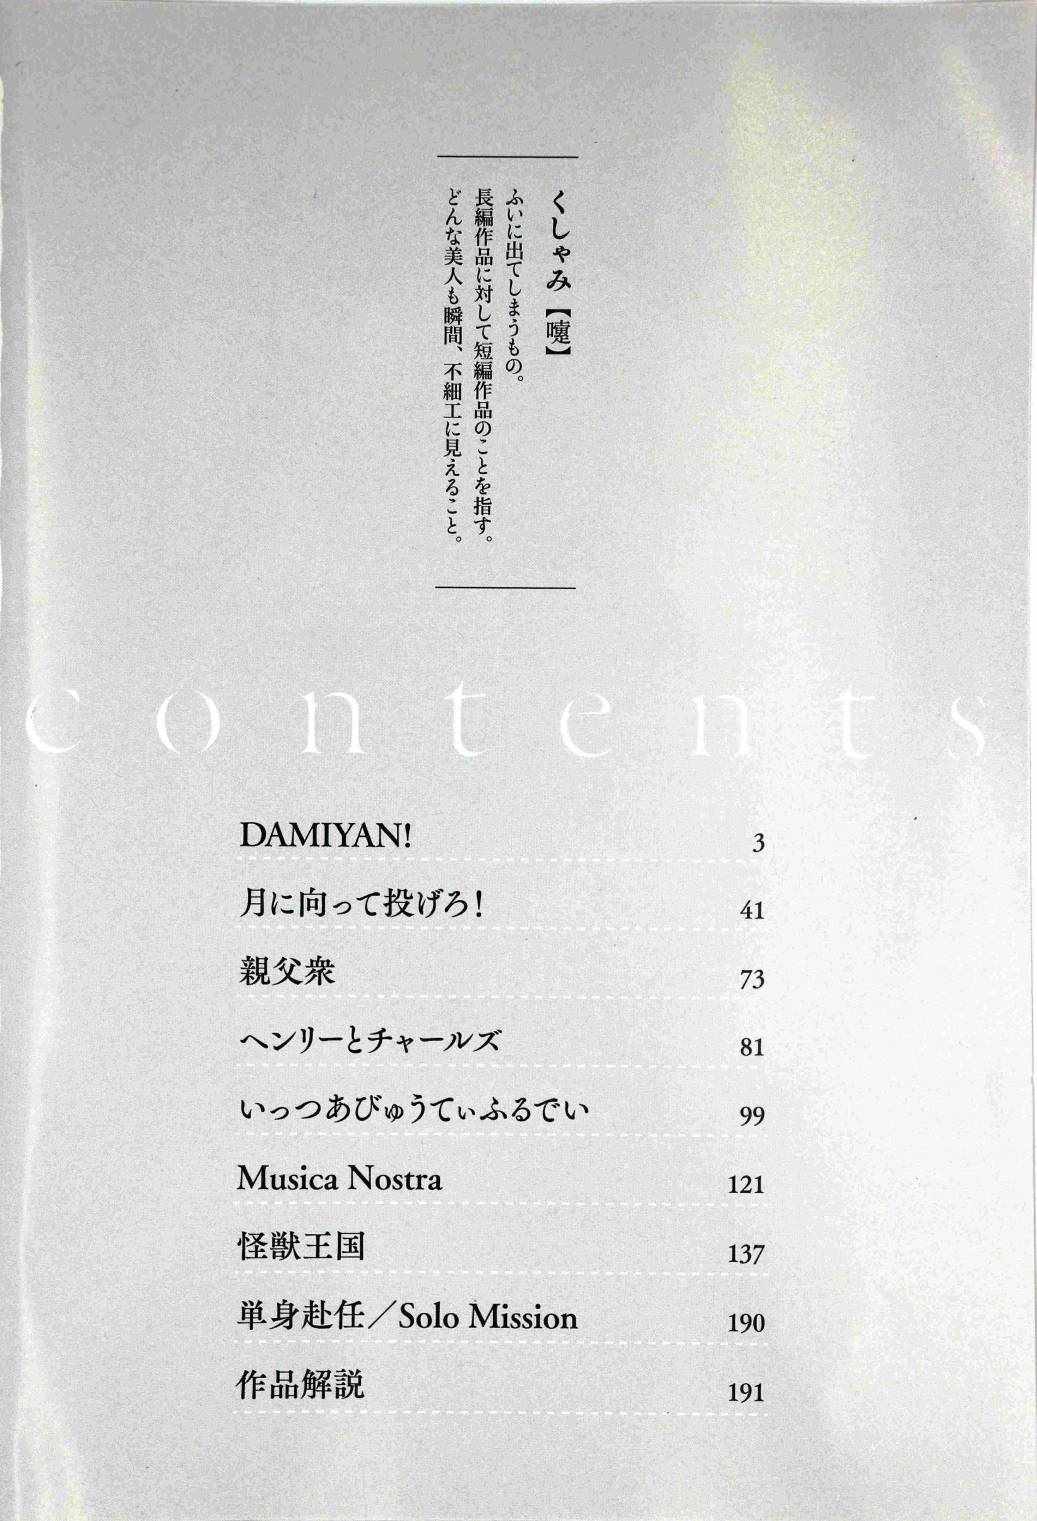 くしゃみ【嚔】
ふいに出てしまうもの。
長編作品に対して短編作品のことを指す。
どんな美人も瞬間、不細工に見えること。
contents
DAMIYAN! 3
月に向って投げろ! 41
親父衆 73
ヘンリーとチャールズ 81
いっつあびゅうてぃふるでい 99
Musica Nostra 121
怪獣王国 137
単身赴任／Solo Mission 190
作品解説 191